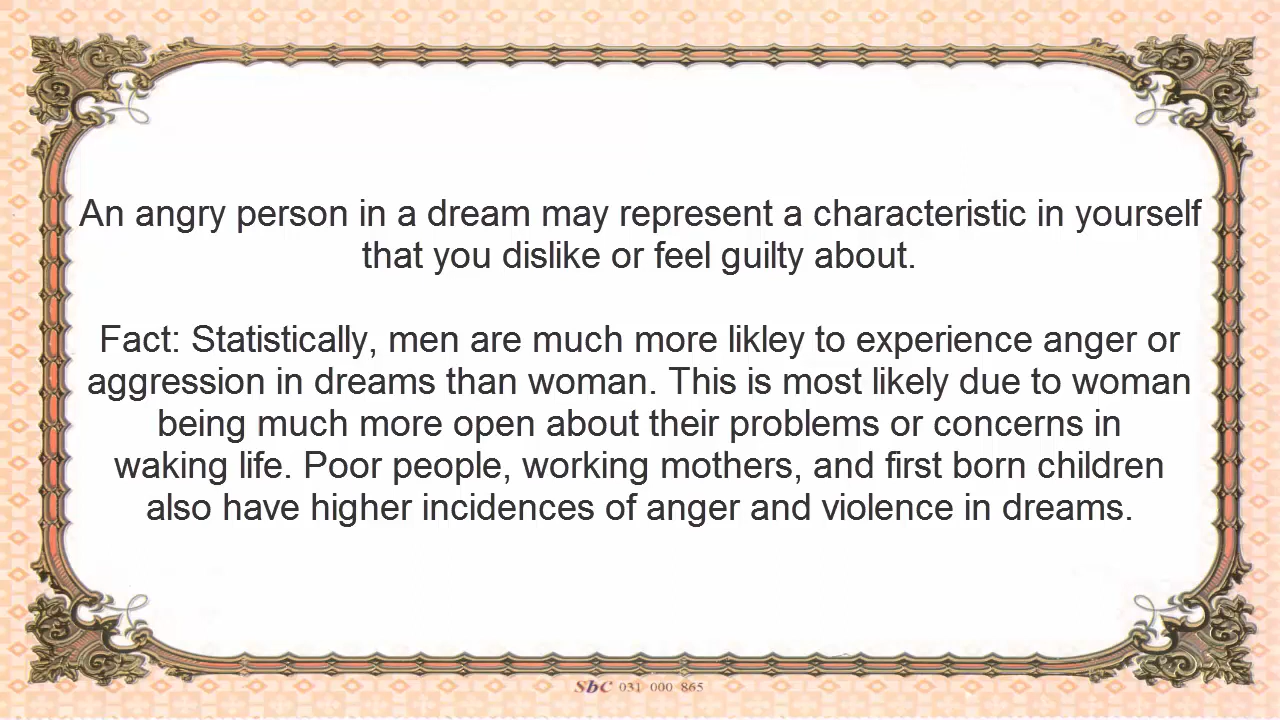 An angry person in a dream may represent a characteristic in yourself
that you dislike or feel guilty about.
Fact: Statistically, men are much more likley to experience anger or
aggression in dreams than woman. This is most likely due to woman
being much more open about their problems or concerns in
waking life. Poor people, working mothers, and first born children
also have higher incidences of anger and violence in dreams.
SbC 031 000 865